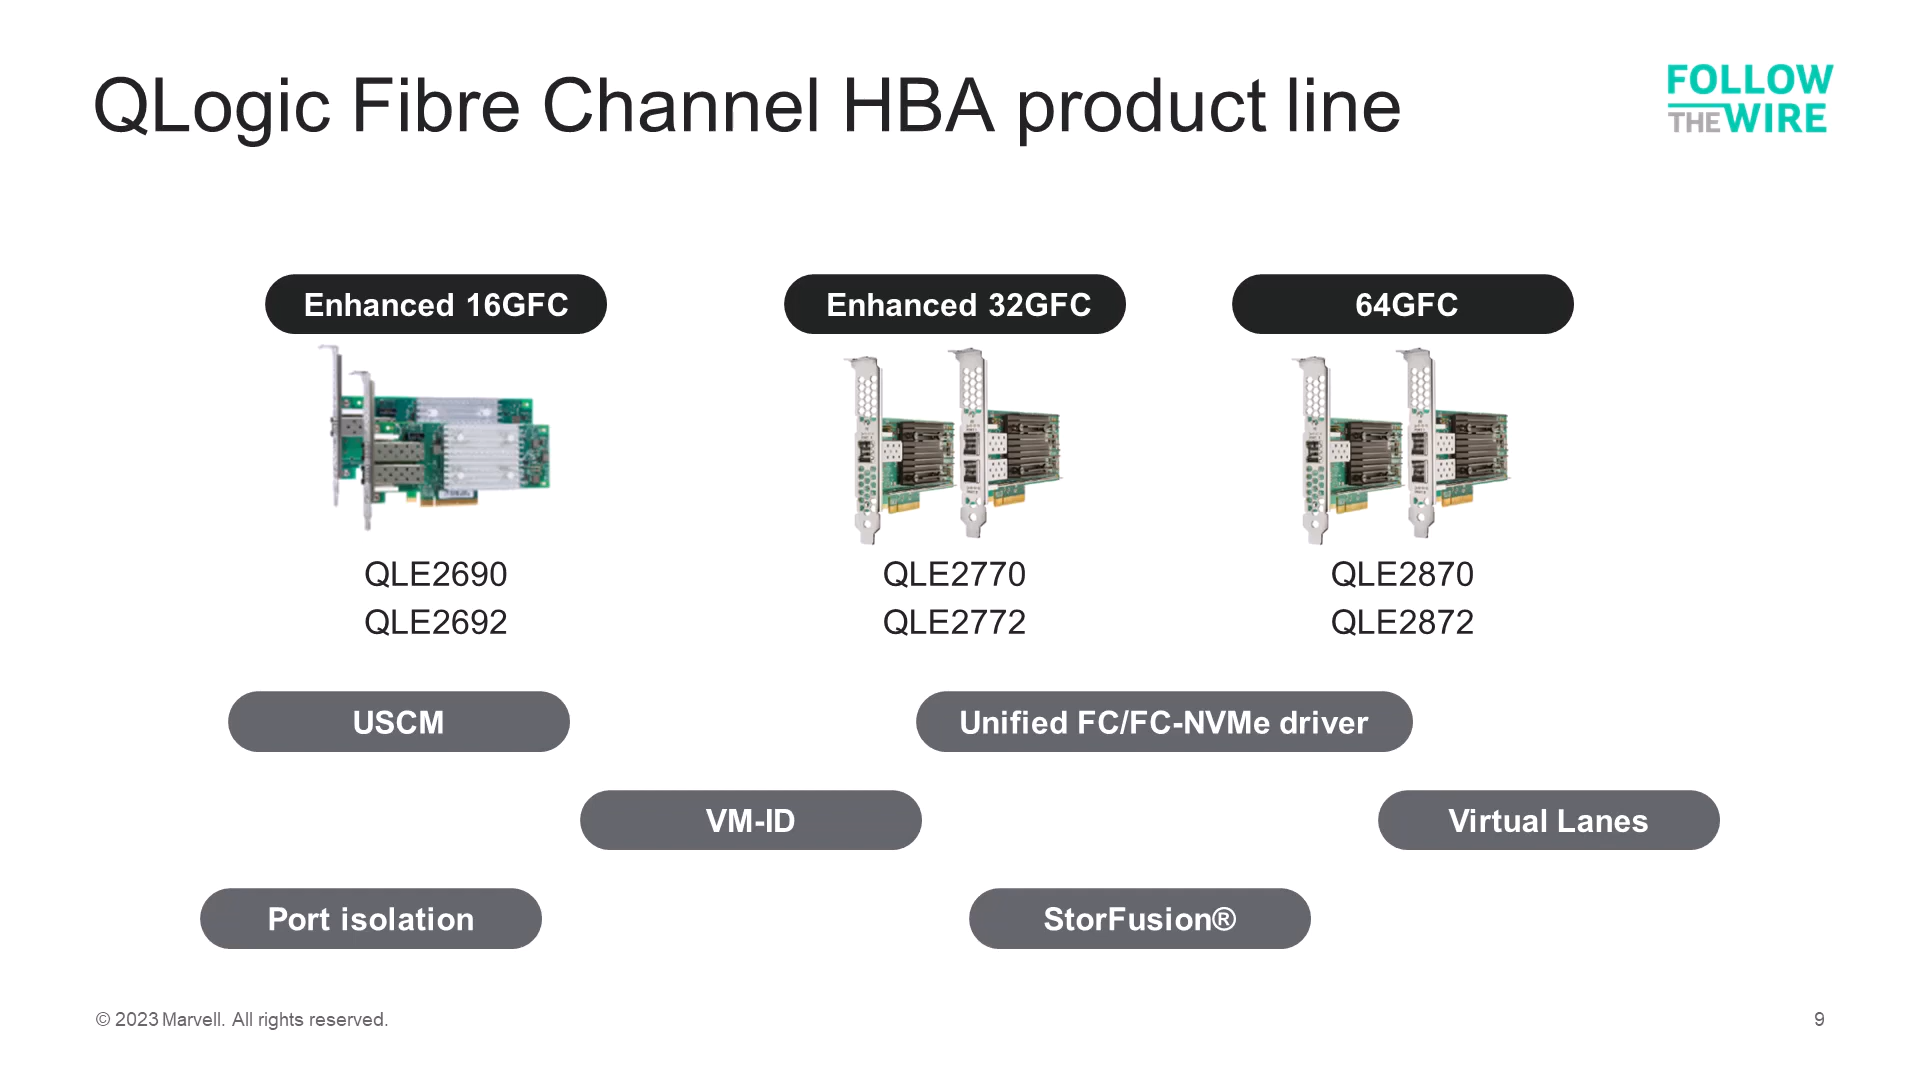 QLogic Fibre Channel HBA product line
FOLLOW
THE WIRE
Enhanced 16GFC
Enhanced 32GFC
64GFC
QLE2690
QLE2692
QLE2770
QLE2772
QLE2870
QLE2872
USCM
Unified FC/FC-NVMe driver
VM-ID
Virtual Lanes
Port isolation
StorFusion®
© 2023 Marvell. All rights reserved.
9